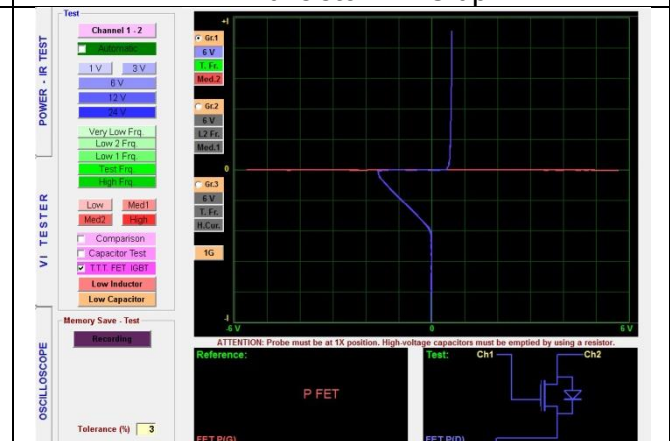 Test
Channel 1 - 2
Automatic
1 V
3 V
6 V
12 V
24 V
Very Low Frq.
Low 2 Frq.
Low 1 Frq.
Test Frq.
High Frq.
Low
Med1
Med2
High
Comparison
Capacitor Test
T.T.T. FET IGBT
Low Inductor
Low Capacitor
Memory Save - Test
Recording
Tolerance (%) 3
POWER - IR TEST
VI TESTER
OSCILLOSCOPE
Gr.1
6 V
T. Fr.
Med.2
Gr.2
6 V
L2 Fr.
Med.1
Gr.3
6 V
T. Fr.
H.Cur.
1G
+I
0
-I
-6 V
0
6 V
ATTENTION: Probe must be at 1X position. High-voltage capacitors must be emptied by using a resistor.
Reference:
P FET
FET P(G)
Test:
Ch1
Ch2
FET P(D)